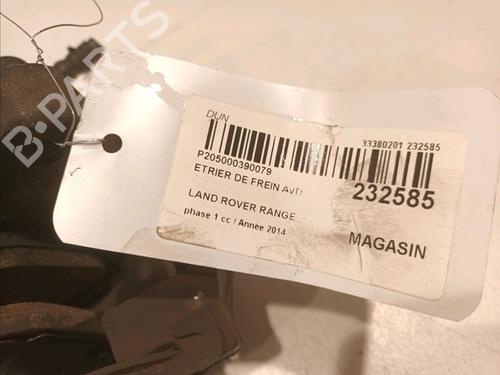 DUN
33380201 232585
P205000390079
ETRIER DE FREIN AVD
232585
LAND ROVER RANGE
phase 1 cc / Année 2014
MAGASIN
B-PARTS